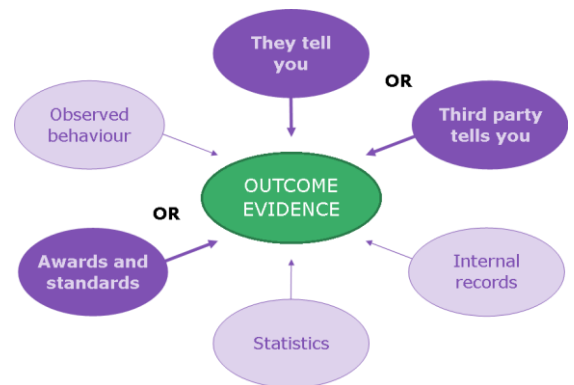 They tell
you
OR
Observed
behaviour
Third party
tells you
OUTCOME
EVIDENCE
OR
Awards and
standards
Internal
records
Statistics